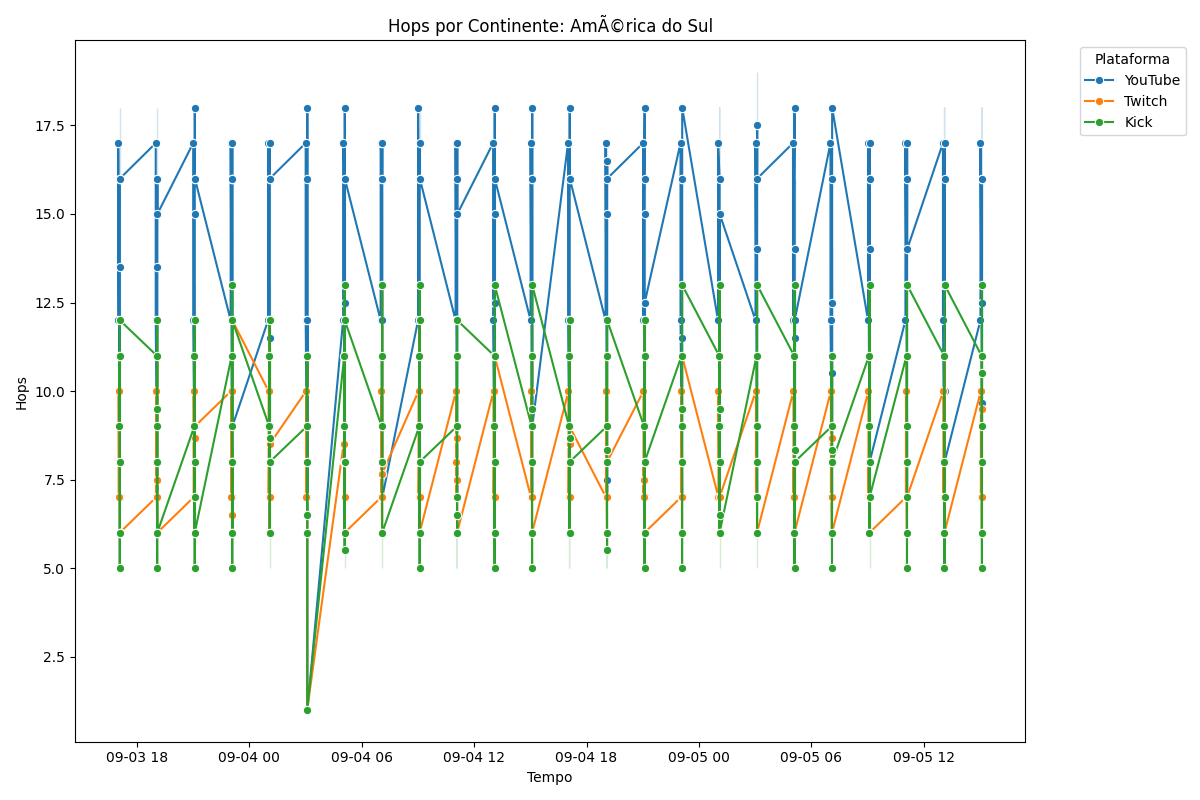 Hops por Continente: AmÃ©rica do Sul
Plataforma
YouTube
Twitch
Kick
Hops
17.5
15.0
12.5
10.0
7.5
5.0
2.5
09-03 18
09-04 00
09-04 06
09-04 12
09-04 18
09-05 00
09-05 06
09-05 12
Tempo